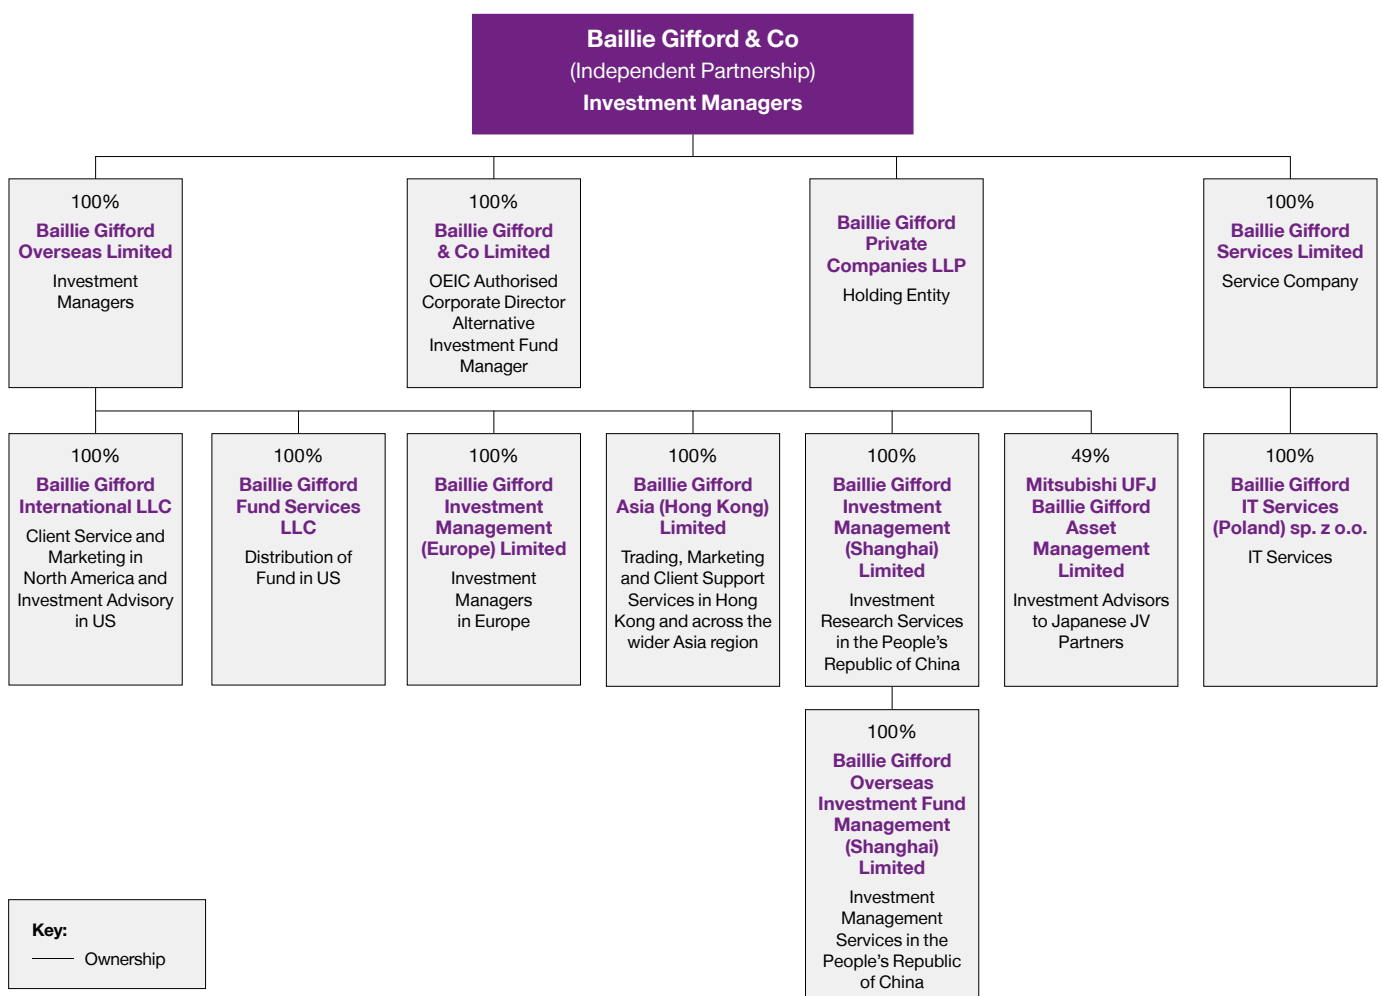 Baillie Gifford & Co
(Independent Partnership)
Investment Managers
100%
Baillie Gifford
Overseas Limited
Investment
Managers
100%
Baillie Gifford
& Co Limited
OEIC Authorised
Corporate Director
Alternative
Investment Fund
Manager
Baillie Gifford
Private
Companies LLP
Holding Entity
100%
Baillie Gifford
Services Limited
Service Company
100%
Baillie Gifford
International LLC
Client Service and
Marketing in
North America and
Investment Advisory
in US
100%
Baillie Gifford
Fund Services
LLC
Distribution of
Fund in US
100%
Baillie Gifford
Investment
Management
(Europe) Limited
Investment
Managers
in Europe
100%
Baillie Gifford
Asia (Hong Kong)
Limited
Trading, Marketing
and Client Support
Services in Hong
Kong and across the
wider Asia region
100%
Baillie Gifford
Investment
Management
(Shanghai)
Limited
Investment
Research Services
in the People’s
Republic of China
49%
Mitsubishi UFJ
Baillie Gifford
Asset
Management
Limited
Investment Advisors
to Japanese JV
Partners
100%
Baillie Gifford
IT Services
(Poland) sp. z o.o.
IT Services
100%
Baillie Gifford
Overseas
Investment Fund
Management
(Shanghai)
Limited
Investment
Management
Services in the
People’s Republic
of China
Key:
Ownership